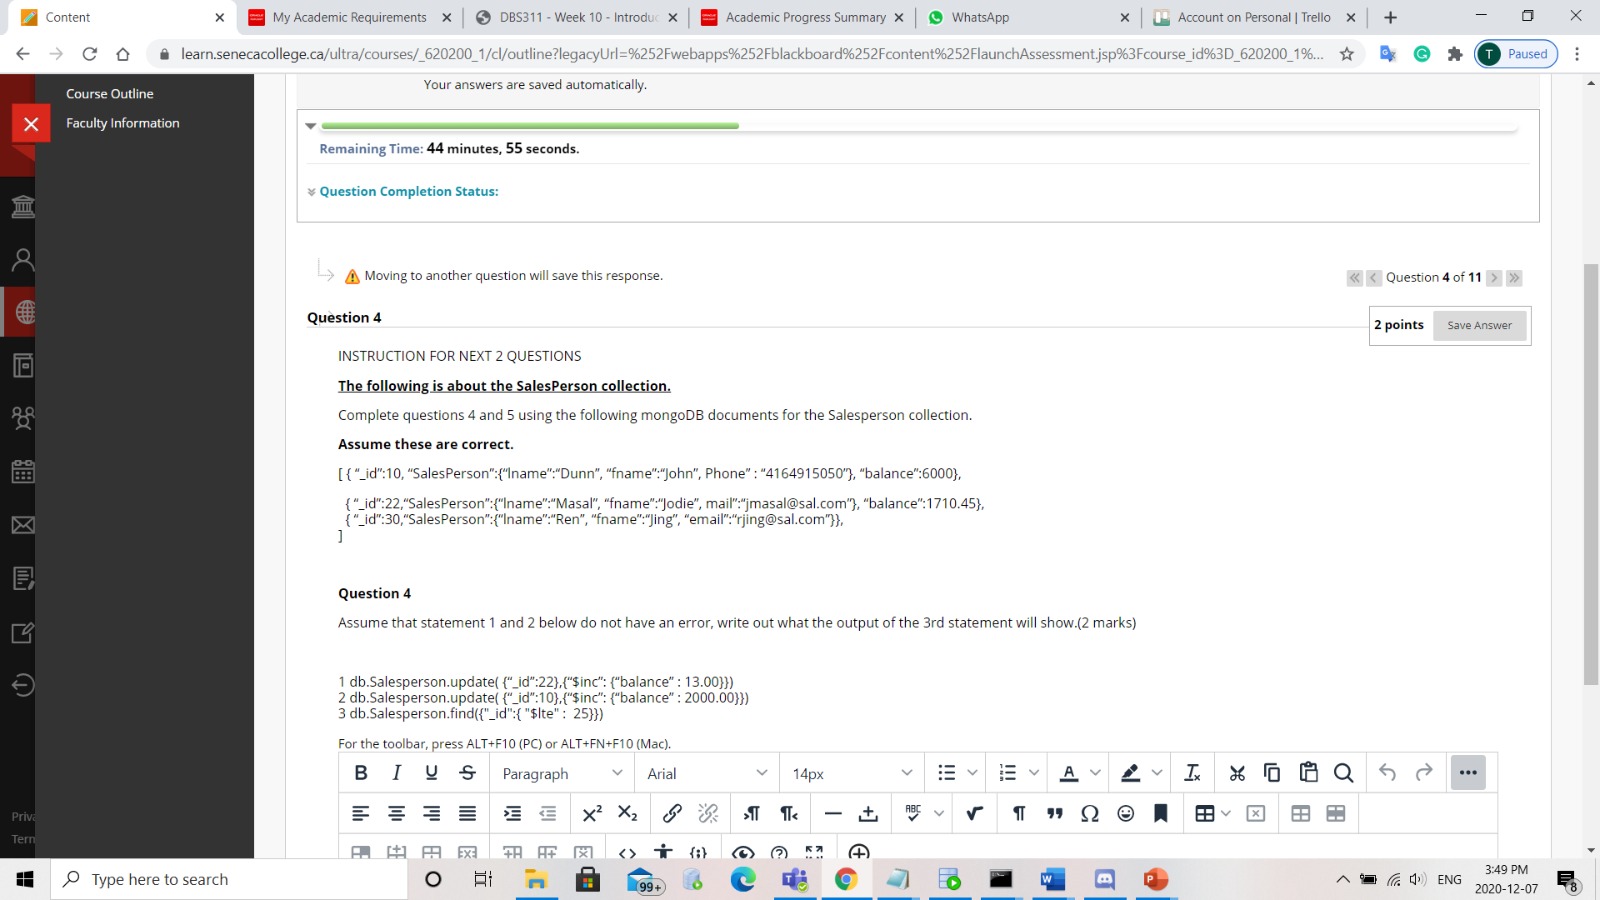 Content
My Academic Requirements
DBS311 - Week 10 - Introduc
Academic Progress Summary
WhatsApp
Account on Personal | Trello
learn.senecacollege.ca/ultra/courses/_620200_1/cl/outline?legacyUrl=%252Fwebapps%252Fblackboard%252Fcontent%252FlaunchAssessment.jsp%3Fcourse_id%3D_620200_1%...
T Paused
Course Outline
Faculty Information
Your answers are saved automatically.
Remaining Time: 44 minutes, 55 seconds.
Question Completion Status:
Moving to another question will save this response.
Question 4 of 11
Question 4
2 points
Save Answer
INSTRUCTION FOR NEXT 2 QUESTIONS
The following is about the SalesPerson collection.
Complete questions 4 and 5 using the following mongoDB documents for the Salesperson collection.
Assume these are correct.
[ { “_id”:10, “SalesPerson”:{“lname”:“Dunn”, “fname”:“John”, Phone” : “4164915050”}, “balance”:6000},
{ “_id”:22,“SalesPerson”:{“lname”:“Masal”, “fname”:“Jodie”, mail”:“jmasal@sal.com”}, “balance”:1710.45},
{ “_id”:30,“SalesPerson”:{“lname”:“Ren”, “fname”:“Jing”, “email”:“rjing@sal.com”}},
]
Question 4
Assume that statement 1 and 2 below do not have an error, write out what the output of the 3rd statement will show.(2 marks)
1 db.Salesperson.update( {“_id”:22},{“$inc”: {“balance” : 13.00}})
2 db.Salesperson.update( {“_id”:10},{“$inc”: {“balance” : 2000.00}})
3 db.Salesperson.find({"_id":{ "$lte" : 25}})
For the toolbar, press ALT+F10 (PC) or ALT+FN+F10 (Mac).
B I U S Paragraph Arial 14px
Priva
Term
Type here to search
99+
ENG
3:49 PM
2020-12-07
8